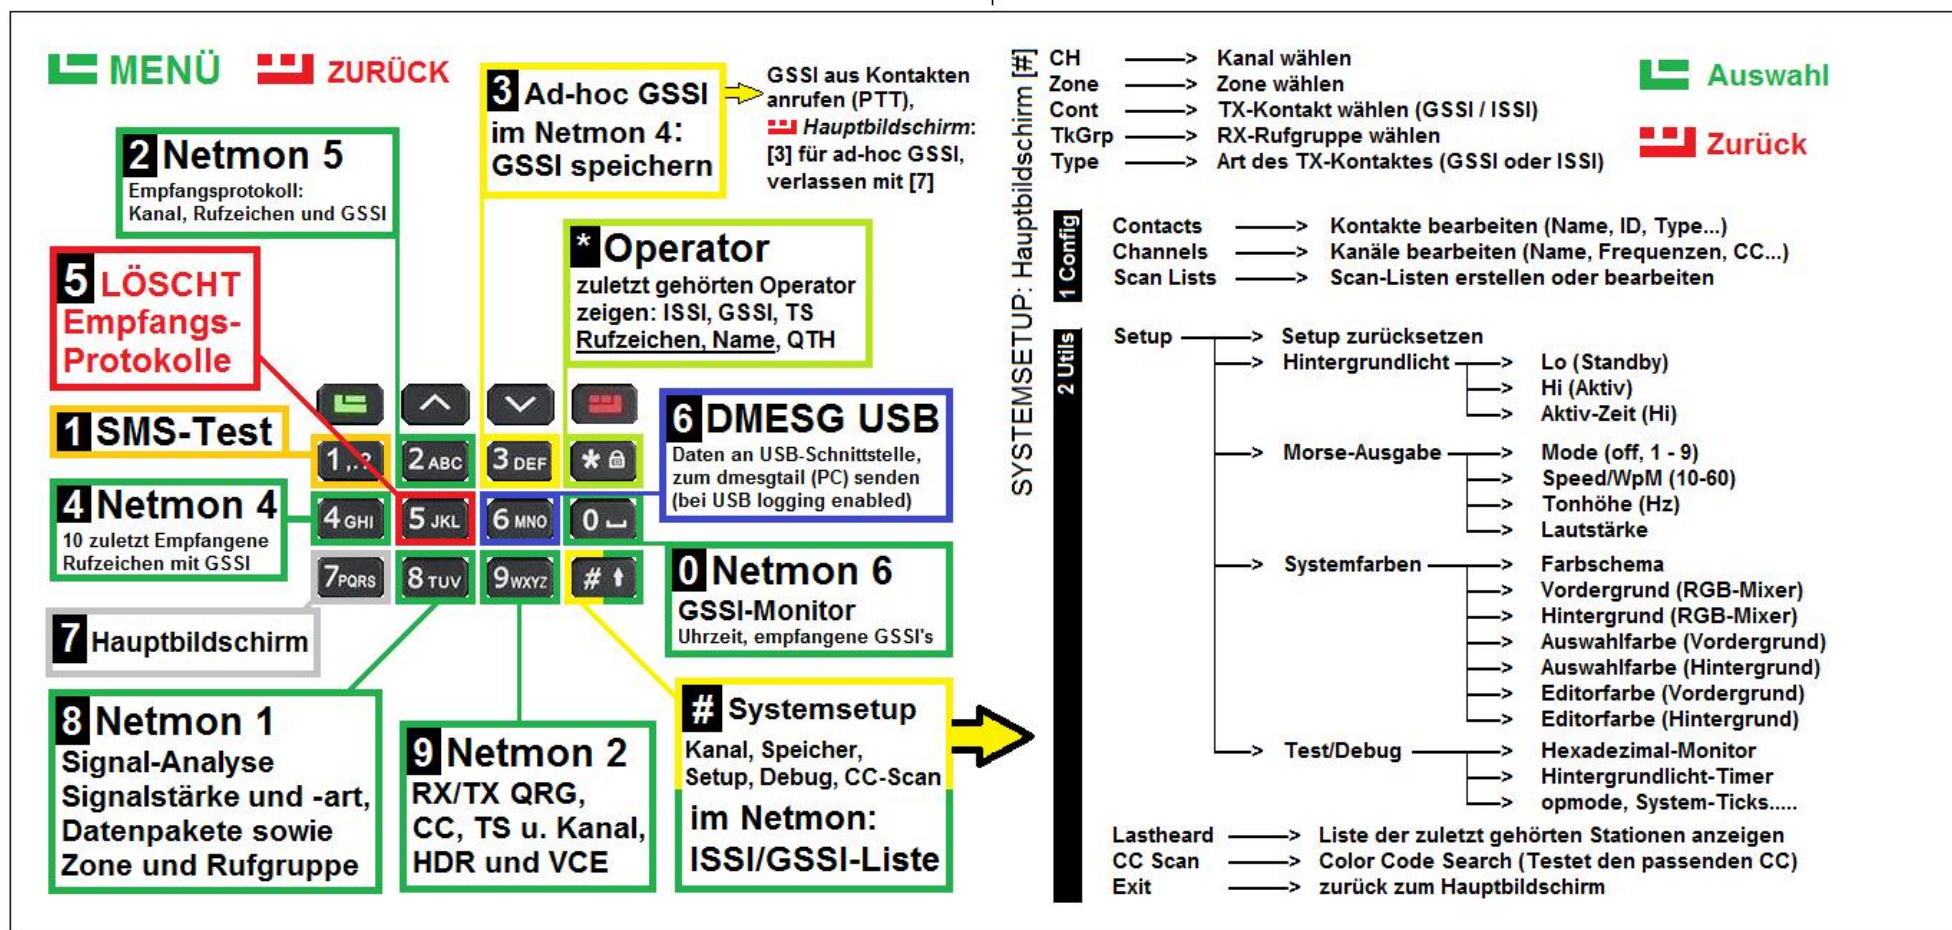 MENÜ
ZURÜCK
3 Ad-hoc GSSI
im Netmon 4:
GSSI speichern
GSSI aus Kontakten
anrufen (PTT),
Hauptbildschirm:
[3] für ad-hoc GSSI,
verlassen mit [7]
2 Netmon 5
Empfangsprotokoll:
Kanal, Rufzeichen und GSSI
* Operator
zuletzt gehörten Operator
zeigen: ISSI, GSSI, TS
Rufzeichen, Name, QTH
5 LÖSCHT
Empfangs-
Protokolle
1 SMS-Test
6 DMESG USB
Daten an USB-Schnittstelle,
zum dmesgtail (PC) senden
(bei USB logging enabled)
4 Netmon 4
10 zuletzt Empfangene
Rufzeichen mit GSSI
1 ,.?
2 ABC
3 DEF
*
4 GHI
5 JKL
6 MNO
0
7 PQRS
8 TUV
9 WXYZ
#
0 Netmon 6
GSSI-Monitor
Uhrzeit, empfangene GSSI's
7 Hauptbildschirm
8 Netmon 1
Signal-Analyse
Signalstärke und -art,
Datenpakete sowie
Zone und Rufgruppe
9 Netmon 2
RX/TX QRG,
CC, TS u. Kanal,
HDR und VCE
# Systemsetup
Kanal, Speicher,
Setup, Debug, CC-Scan
im Netmon:
ISSI/GSSI-Liste
SYSTEMSETUP: Hauptbildschirm [#]
CH ——> Kanal wählen
Zone ——> Zone wählen
Cont ——> TX-Kontakt wählen (GSSI / ISSI)
TkGrp ——> RX-Rufgruppe wählen
Type ——> Art des TX-Kontaktes (GSSI oder ISSI)
Auswahl
Zurück
1 Config
Contacts ——> Kontakte bearbeiten (Name, ID, Type...)
Channels ——> Kanäle bearbeiten (Name, Frequenzen, CC...)
Scan Lists ——> Scan-Listen erstellen oder bearbeiten
2 Utils
Setup ——> Setup zurücksetzen
——> Hintergrundlicht ——> Lo (Standby)
——> Hi (Aktiv)
——> Aktiv-Zeit (Hi)
——> Morse-Ausgabe ——> Mode (off, 1 - 9)
——> Speed/WpM (10-60)
——> Tonhöhe (Hz)
——> Lautstärke
——> Systemfarben ——> Farbschema
——> Vordergrund (RGB-Mixer)
——> Hintergrund (RGB-Mixer)
——> Auswahlfarbe (Vordergrund)
——> Auswahlfarbe (Hintergrund)
——> Editorfarbe (Vordergrund)
——> Editorfarbe (Hintergrund)
——> Test/Debug ——> Hexadezimal-Monitor
——> Hintergrundlicht-Timer
——> opmode, System-Ticks.....
Lastheard ——> Liste der zuletzt gehörten Stationen anzeigen
CC Scan ——> Color Code Search (Testet den passenden CC)
Exit ——> zurück zum Hauptbildschirm